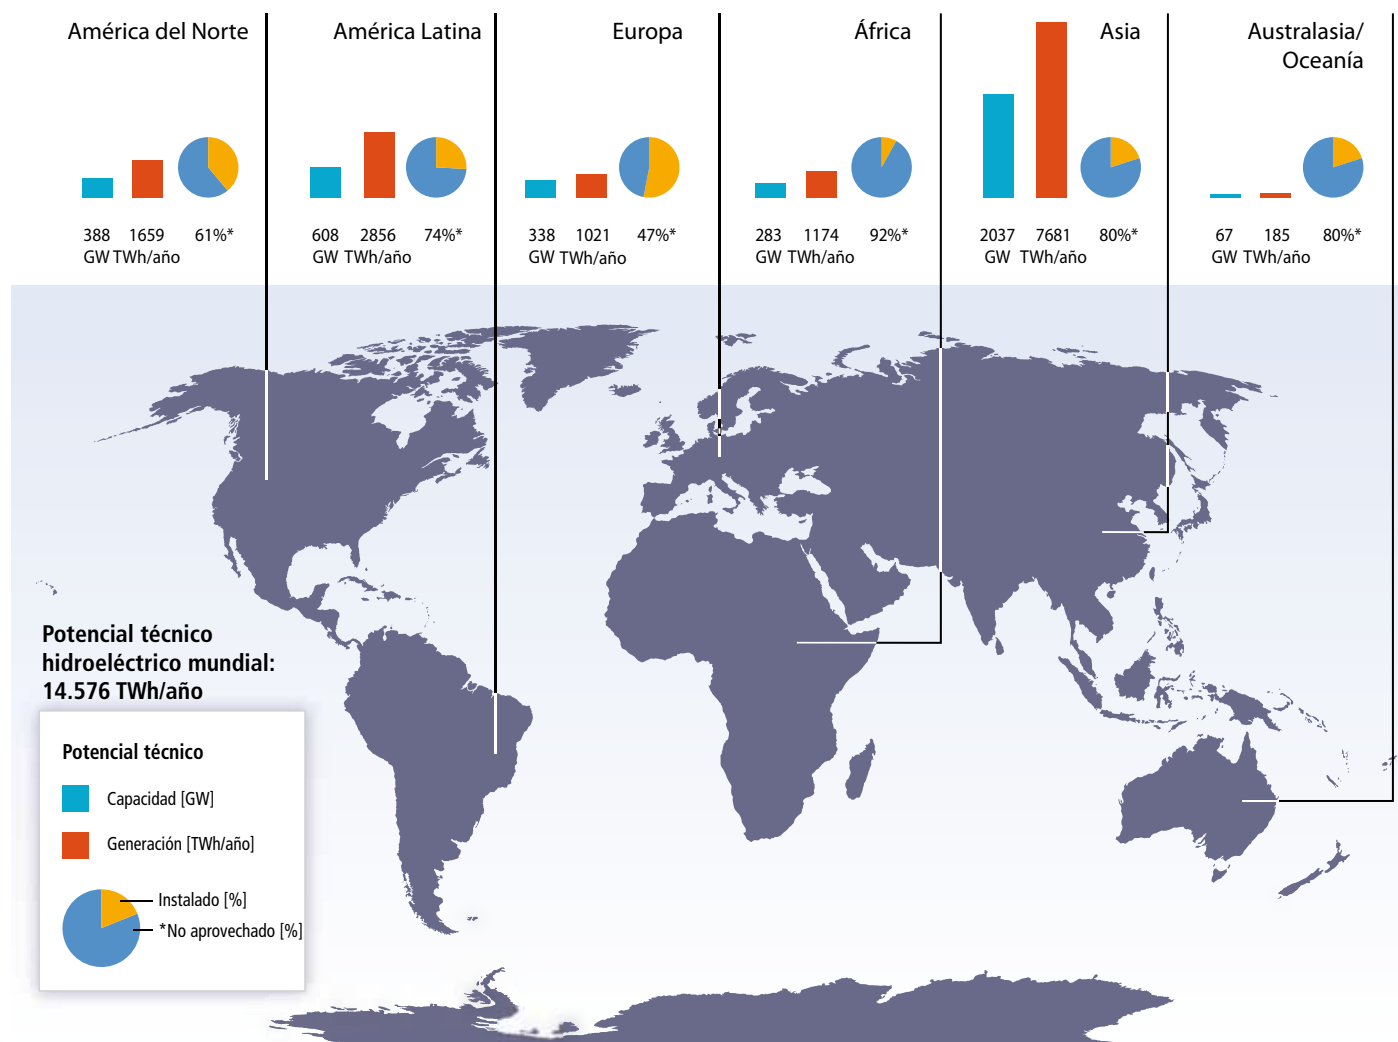 América del Norte
388 1659 61%*
GW TWh/año
América Latina
608 2856 74%*
GW TWh/año
Europa
338 1021 47%*
GW TWh/año
África
283 1174 92%*
GW TWh/año
Asia
2037 7681 80%*
GW TWh/año
Australasia/
Oceanía
67 185 80%*
GW TWh/año
Potencial técnico
hidroeléctrico mundial:
14.576 TWh/año
Potencial técnico
Capacidad [GW]
Generación [TWh/año]
Instalado [%]
*No aprovechado [%]